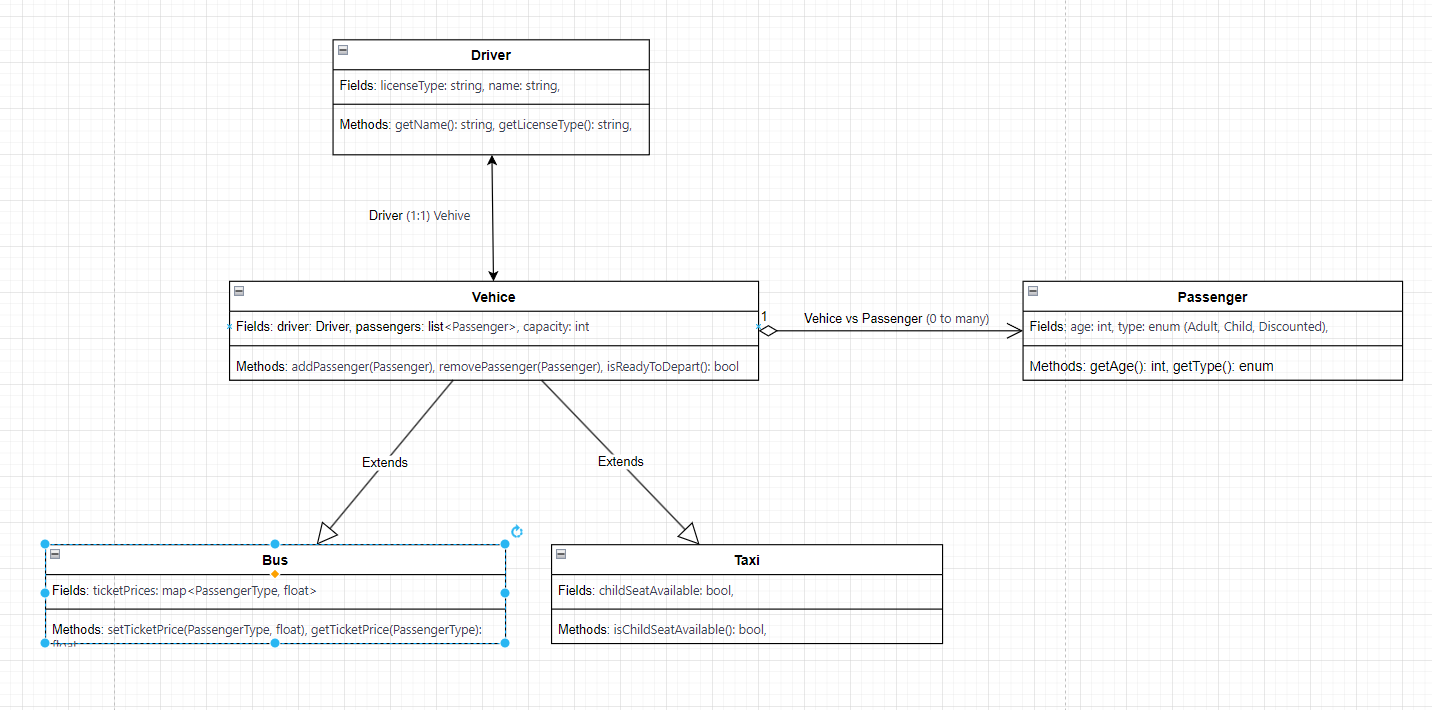 Driver
Fields: licenseType: string, name: string,
Methods: getName(): string, getLicenseType(): string,
Driver (1:1) Vehive
Vehice
Fields: driver: Driver, passengers: list<Passenger>, capacity: int
Methods: addPassenger(Passenger), removePassenger(Passenger), isReadyToDepart(): bool
1
Vehice vs Passenger (0 to many)
Passenger
Fields: age: int, type: enum (Adult, Child, Discounted),
Methods: getAge(): int, getType(): enum
Extends
Extends
Bus
Fields: ticketPrices: map<PassengerType, float>
Methods: setTicketPrice(PassengerType, float), getTicketPrice(PassengerType):
float
Taxi
Fields: childSeatAvailable: bool,
Methods: isChildSeatAvailable(): bool,